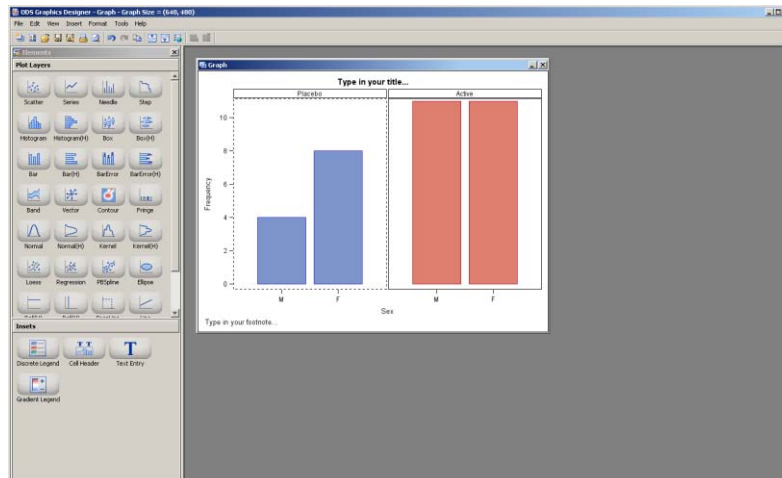 ODS Graphics Designer - Graph - Graph Size = (640, 480)
File Edit View Insert Format Tools Help
Elements
Plot Layers
Scatter Series Needle Step
Histogram Histogram(H) Box Box(H)
Bar Bar(H) BarError BarError(H)
Band Vector Contour Fringe
Normal Normal(H) Kernel Kernel(H)
Loess Regression PBSpline Ellipse
Insets
Discrete Legend Cell Header Text Entry
Gradient Legend
Graph
Type in your title...
Placebo Active
Frequency
10
8
6
4
2
0
M F M F
Sex
Type in your footnote...